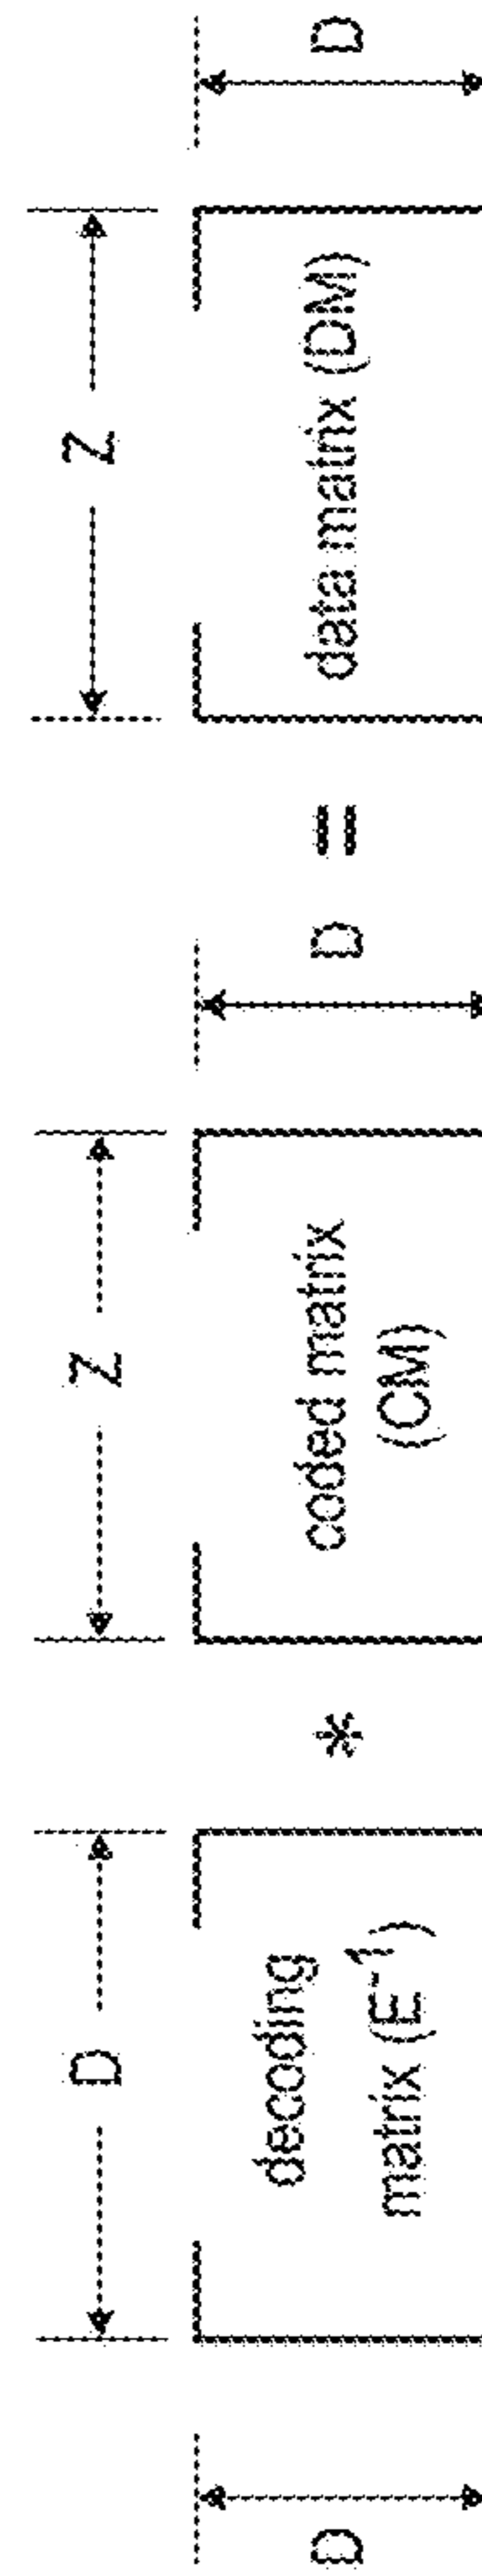 D
Z
Z
D
decoding
matrix (E⁻¹)
*
coded matrix
(CM)
D
=
data matrix (DM)
D